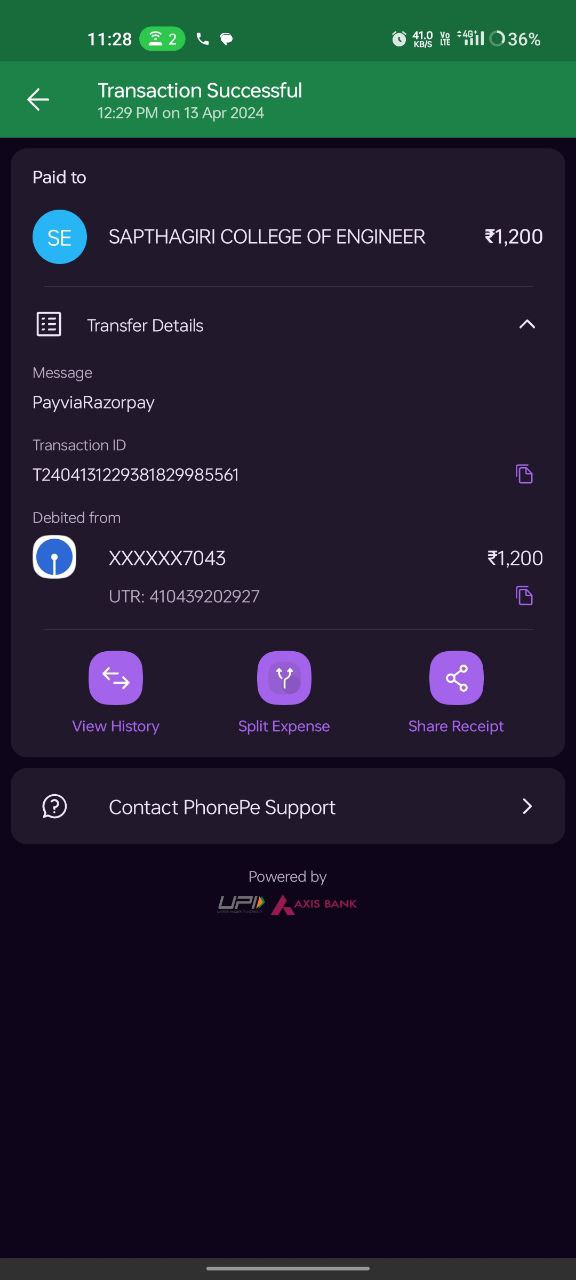 11:28 2 41.0 KB/S Vo LTE 4G+ 36%
Transaction Successful
12:29 PM on 13 Apr 2024
Paid to
SE SAPTHAGIRI COLLEGE OF ENGINEER ₹1,200
Transfer Details
Message
PayviaRazorpay
Transaction ID
T2404131229381829985561
Debited from
XXXXXX7043 ₹1,200
UTR: 410439202927
View History Split Expense Share Receipt
Contact PhonePe Support
Powered by
UPI AXIS BANK